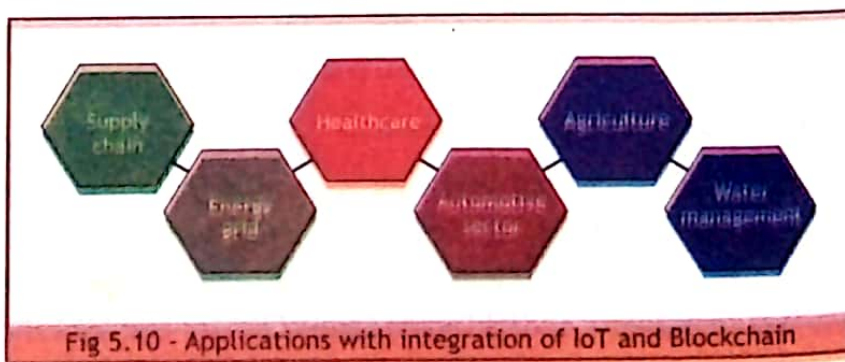 Supply
chain
Energy
grid
Healthcare
Automotive
sector
Agriculture
Water
management
Fig 5.10 - Applications with integration of IoT and Blockchain